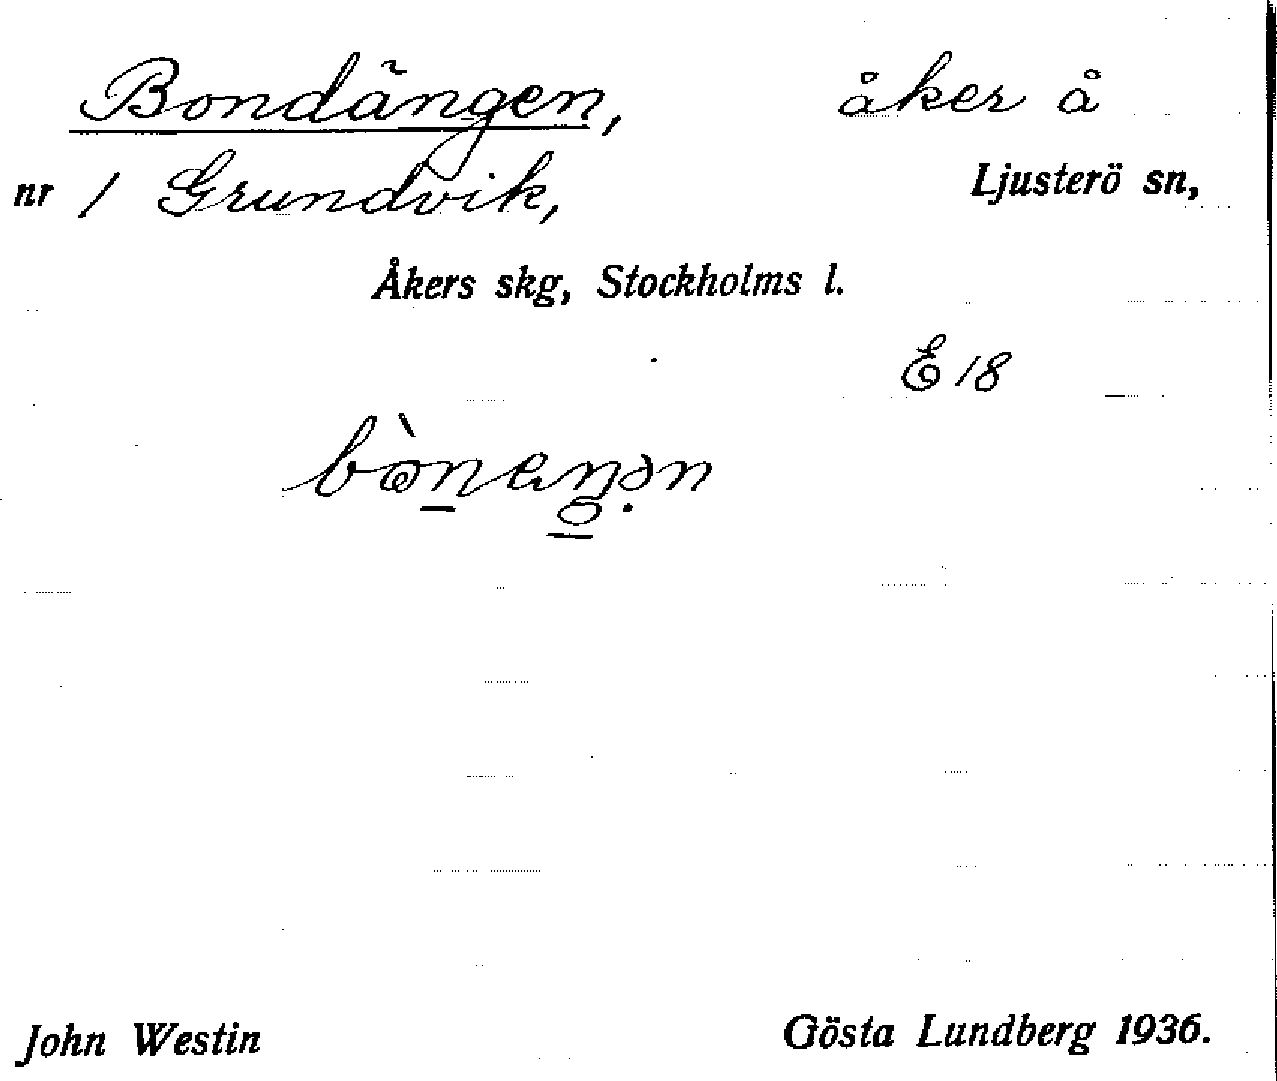 Bondängen, åker å
nr 1 Grundvik, Ljusterö sn,
Åkers skg, Stockholms l.
E 18
John Westin Gösta Lundberg 1936.